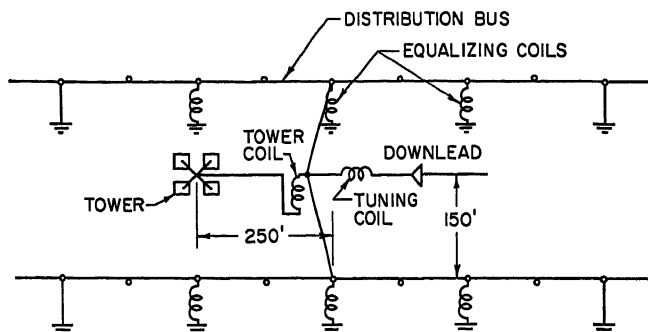 DISTRIBUTION BUS
EQUALIZING COILS
TOWER
COIL
DOWNLEAD
TOWER
TUNING
COIL
250'
150'